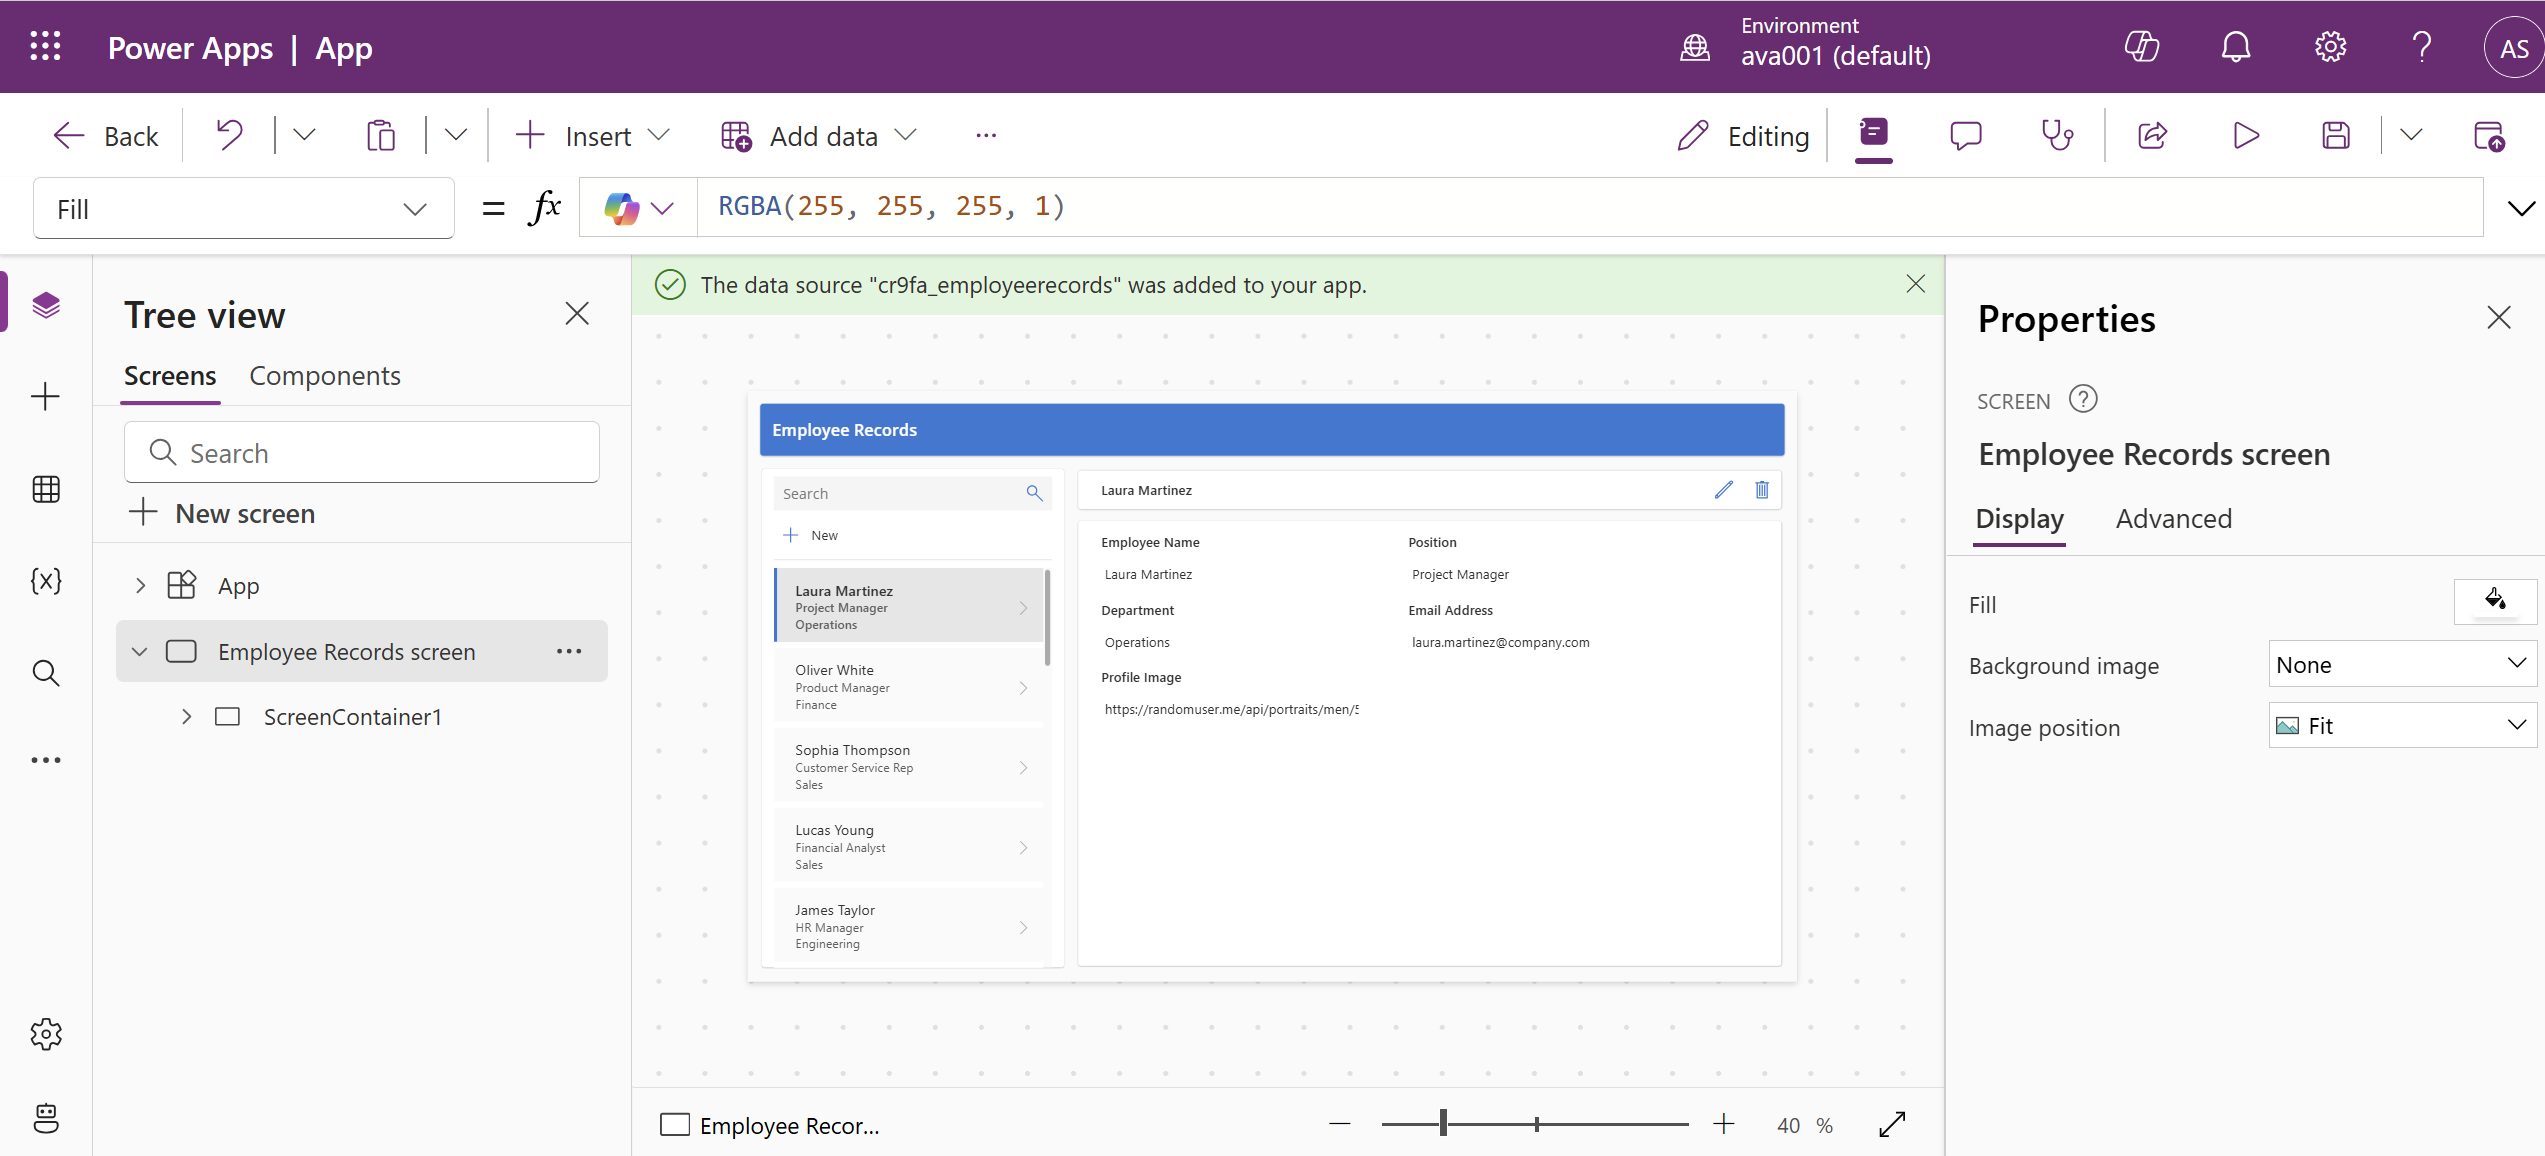 Power Apps | App
Environment
ava001 (default)
AS
Back
Insert
Add data
Editing
Fill
= fx
RGBA(255, 255, 255, 1)
Tree view
Screens
Components
Search
New screen
App
Employee Records screen
ScreenContainer1
The data source "cr9fa_employeerecords" was added to your app.
Employee Records
Search
New
Laura Martinez
Project Manager
Operations
Oliver White
Product Manager
Finance
Sophia Thompson
Customer Service Rep
Sales
Lucas Young
Financial Analyst
Sales
James Taylor
HR Manager
Engineering
Laura Martinez
Employee Name
Laura Martinez
Position
Project Manager
Department
Operations
Email Address
laura.martinez@company.com
Profile Image
https://randomuser.me/api/portraits/men/5
Employee Recor...
40 %
Properties
SCREEN
Employee Records screen
Display
Advanced
Fill
Background image
None
Image position
Fit